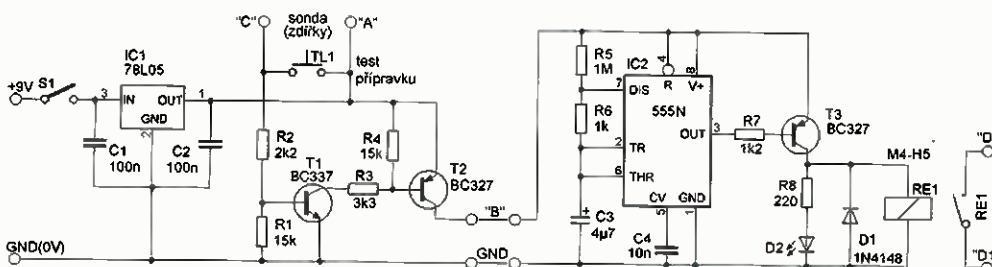 "C"
sonda
(zdířky)
"A"
TL1
test
přípravku
+9V
S1
IC1
78L05
3
IN
OUT
1
GND
2
C1
100n
C2
100n
R2
2k2
R1
15k
T1
BC337
R3
3k3
R4
15k
T2
BC327
"B"
GND
GND(0V)
R5
1M
R6
1k
C3
4µ7
+
IC2
4
8
R
V+
7
DIS
555N
2
TR
6
THR
OUT
3
CV
GND
5
1
C4
10n
R7
1k2
T3
BC327
R8
220
D2
D1
1N4148
M4-H5
RE1
RE1
"D
"D1